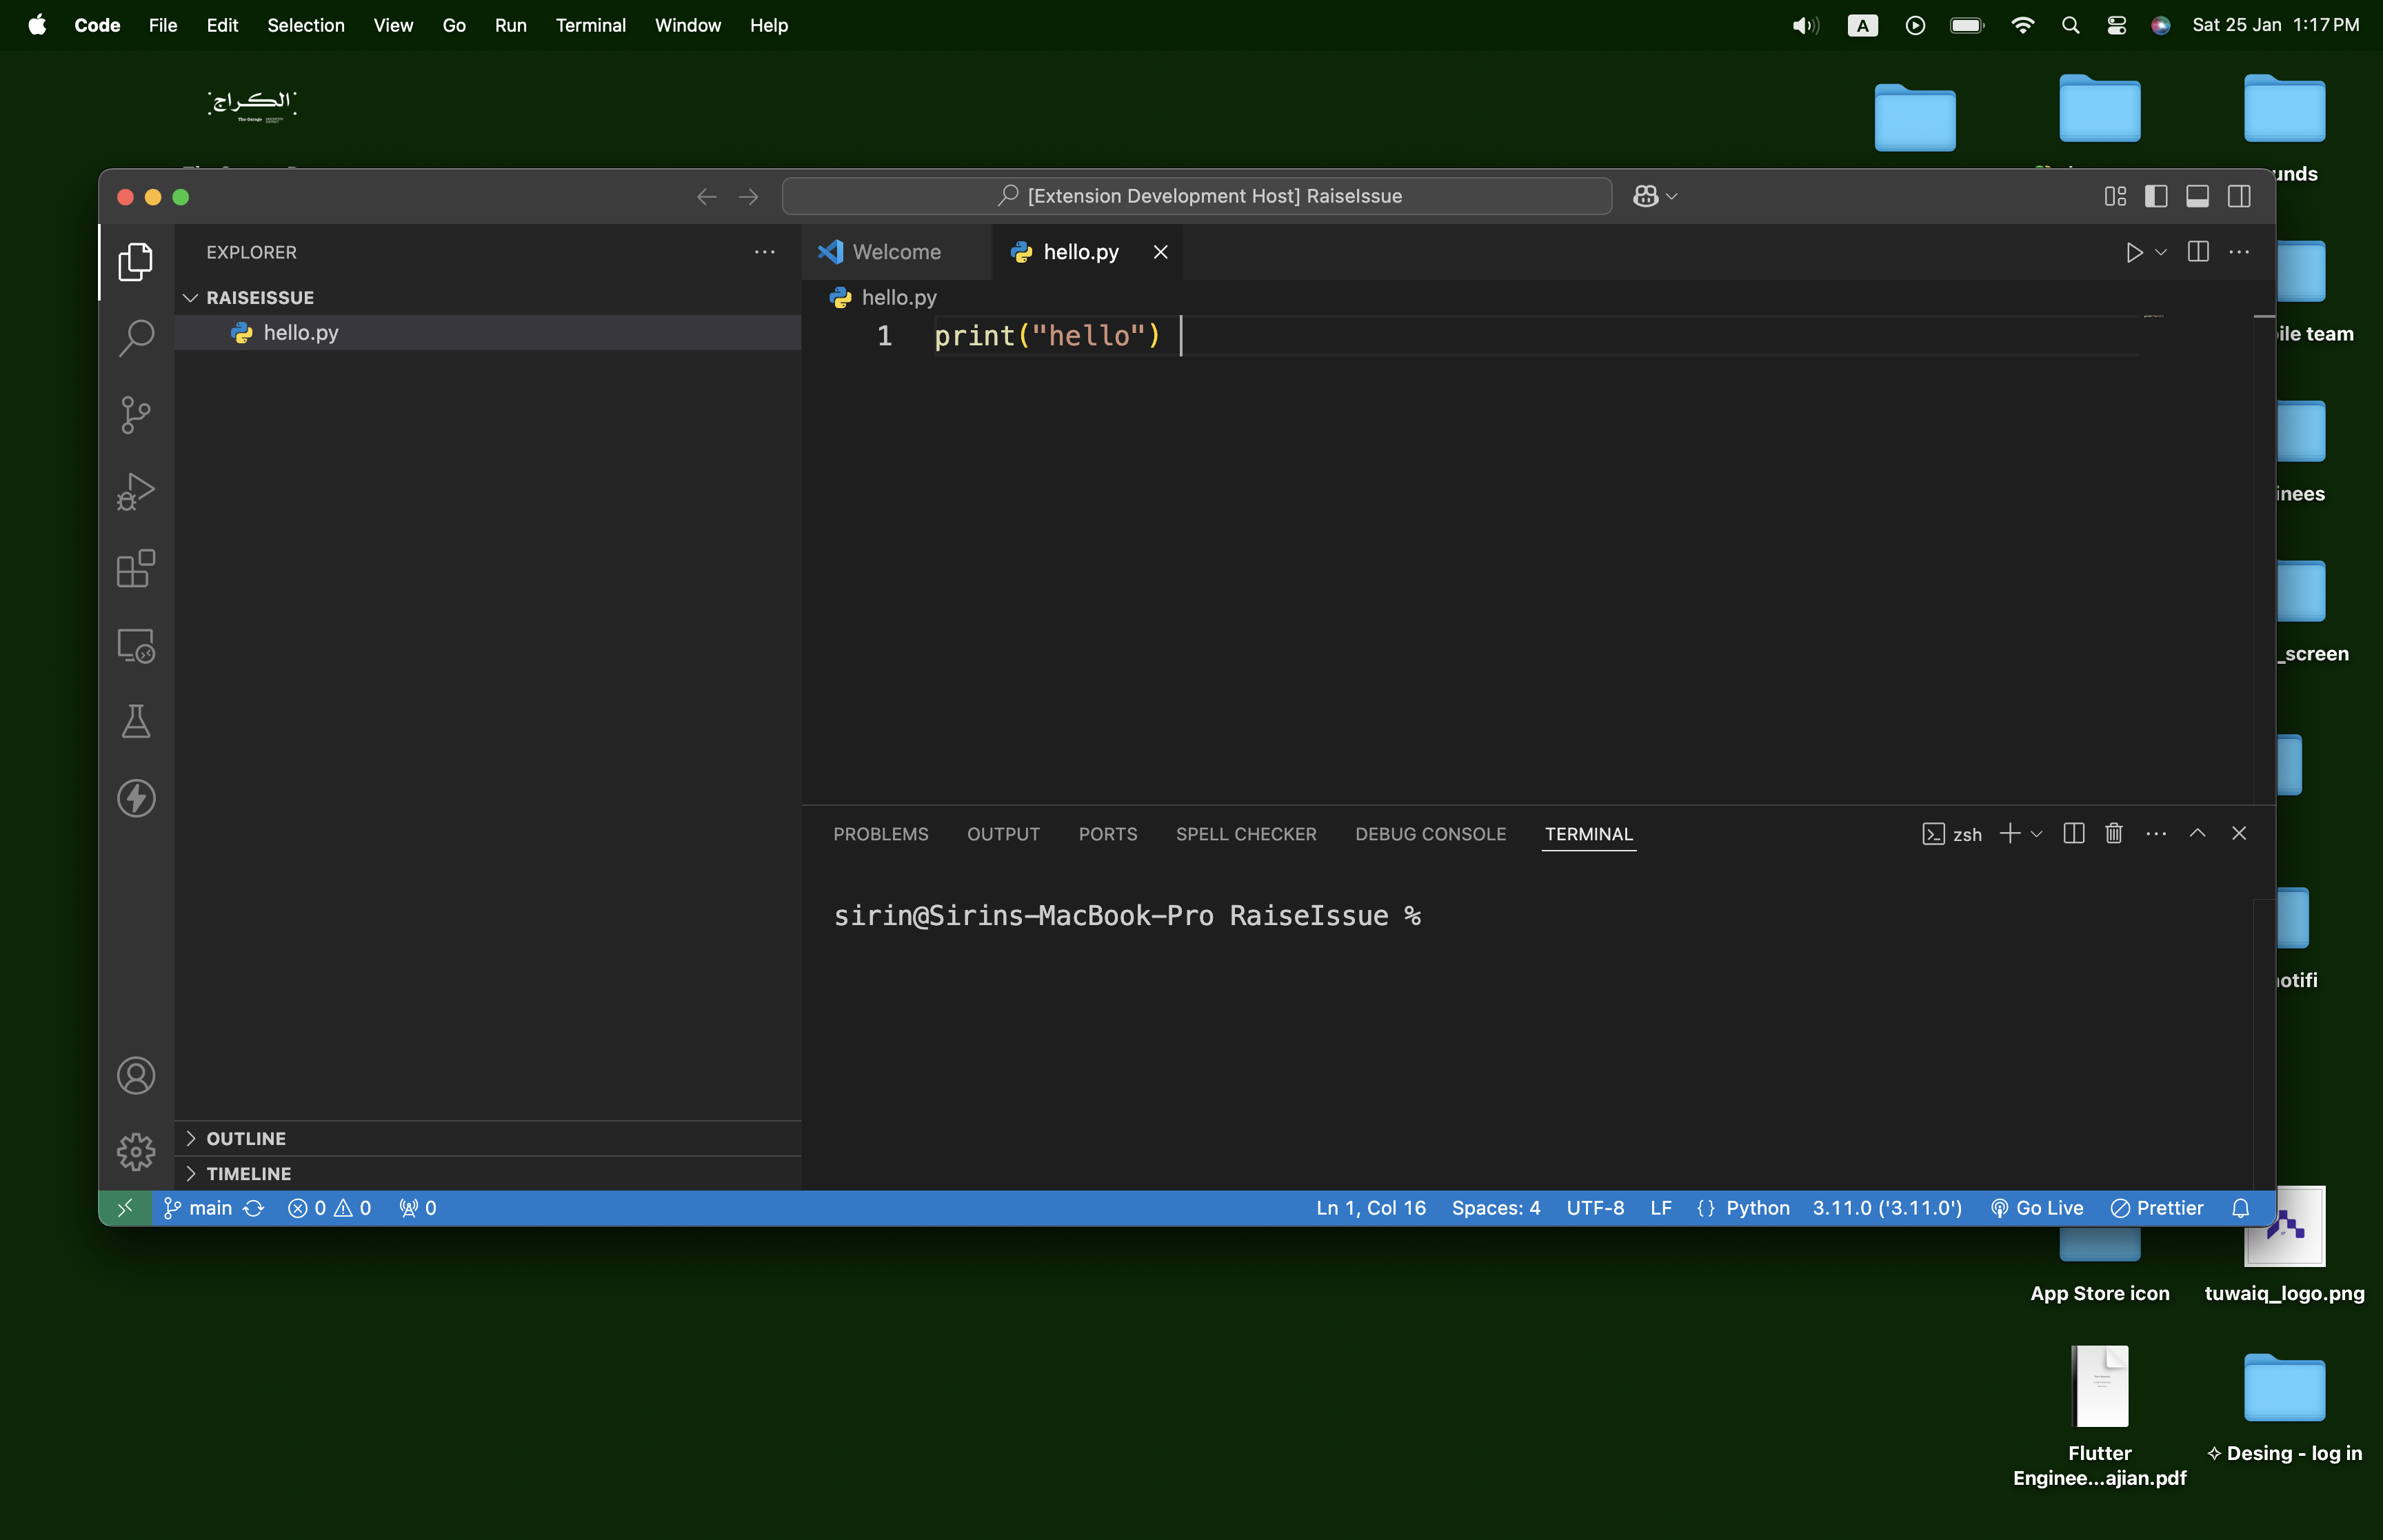 Code File Edit Selection View Go Run Terminal Window Help A Sat 25 Jan 1:17 PM
الكراج
The Garage
[Extension Development Host] RaiseIssue
EXPLORER
Welcome
hello.py
RAISEISSUE
hello.py
hello.py
1 print("hello")
PROBLEMS OUTPUT PORTS SPELL CHECKER DEBUG CONSOLE TERMINAL
zsh
sirin@Sirins-MacBook-Pro RaiseIssue %
OUTLINE
TIMELINE
main 0 0 0 Ln 1, Col 16 Spaces: 4 UTF-8 LF {} Python 3.11.0 ('3.11.0') Go Live Prettier
unds
ile team
inees
_screen
notifi
App Store icon
tuwaiq_logo.png
Flutter
Enginee...ajian.pdf
Desing - log in